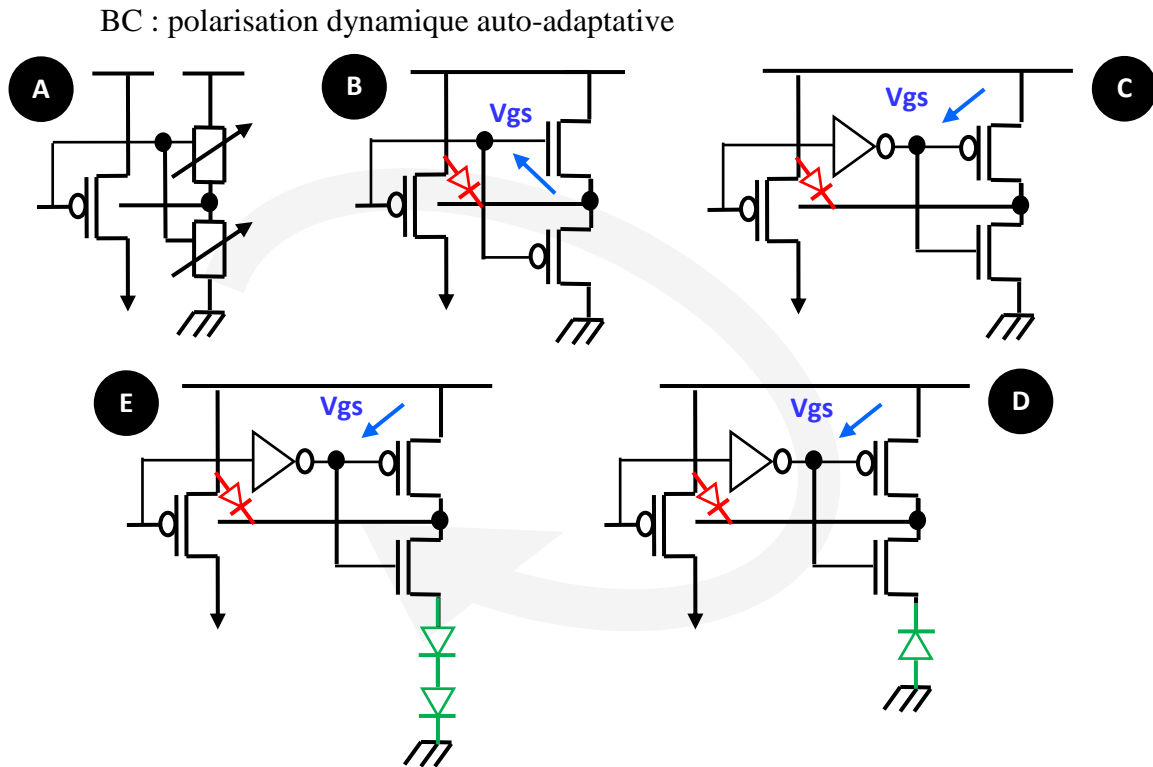 BC : polarisation dynamique auto-adaptative
A
B
Vgs
Vgs
C
E
Vgs
Vgs
D